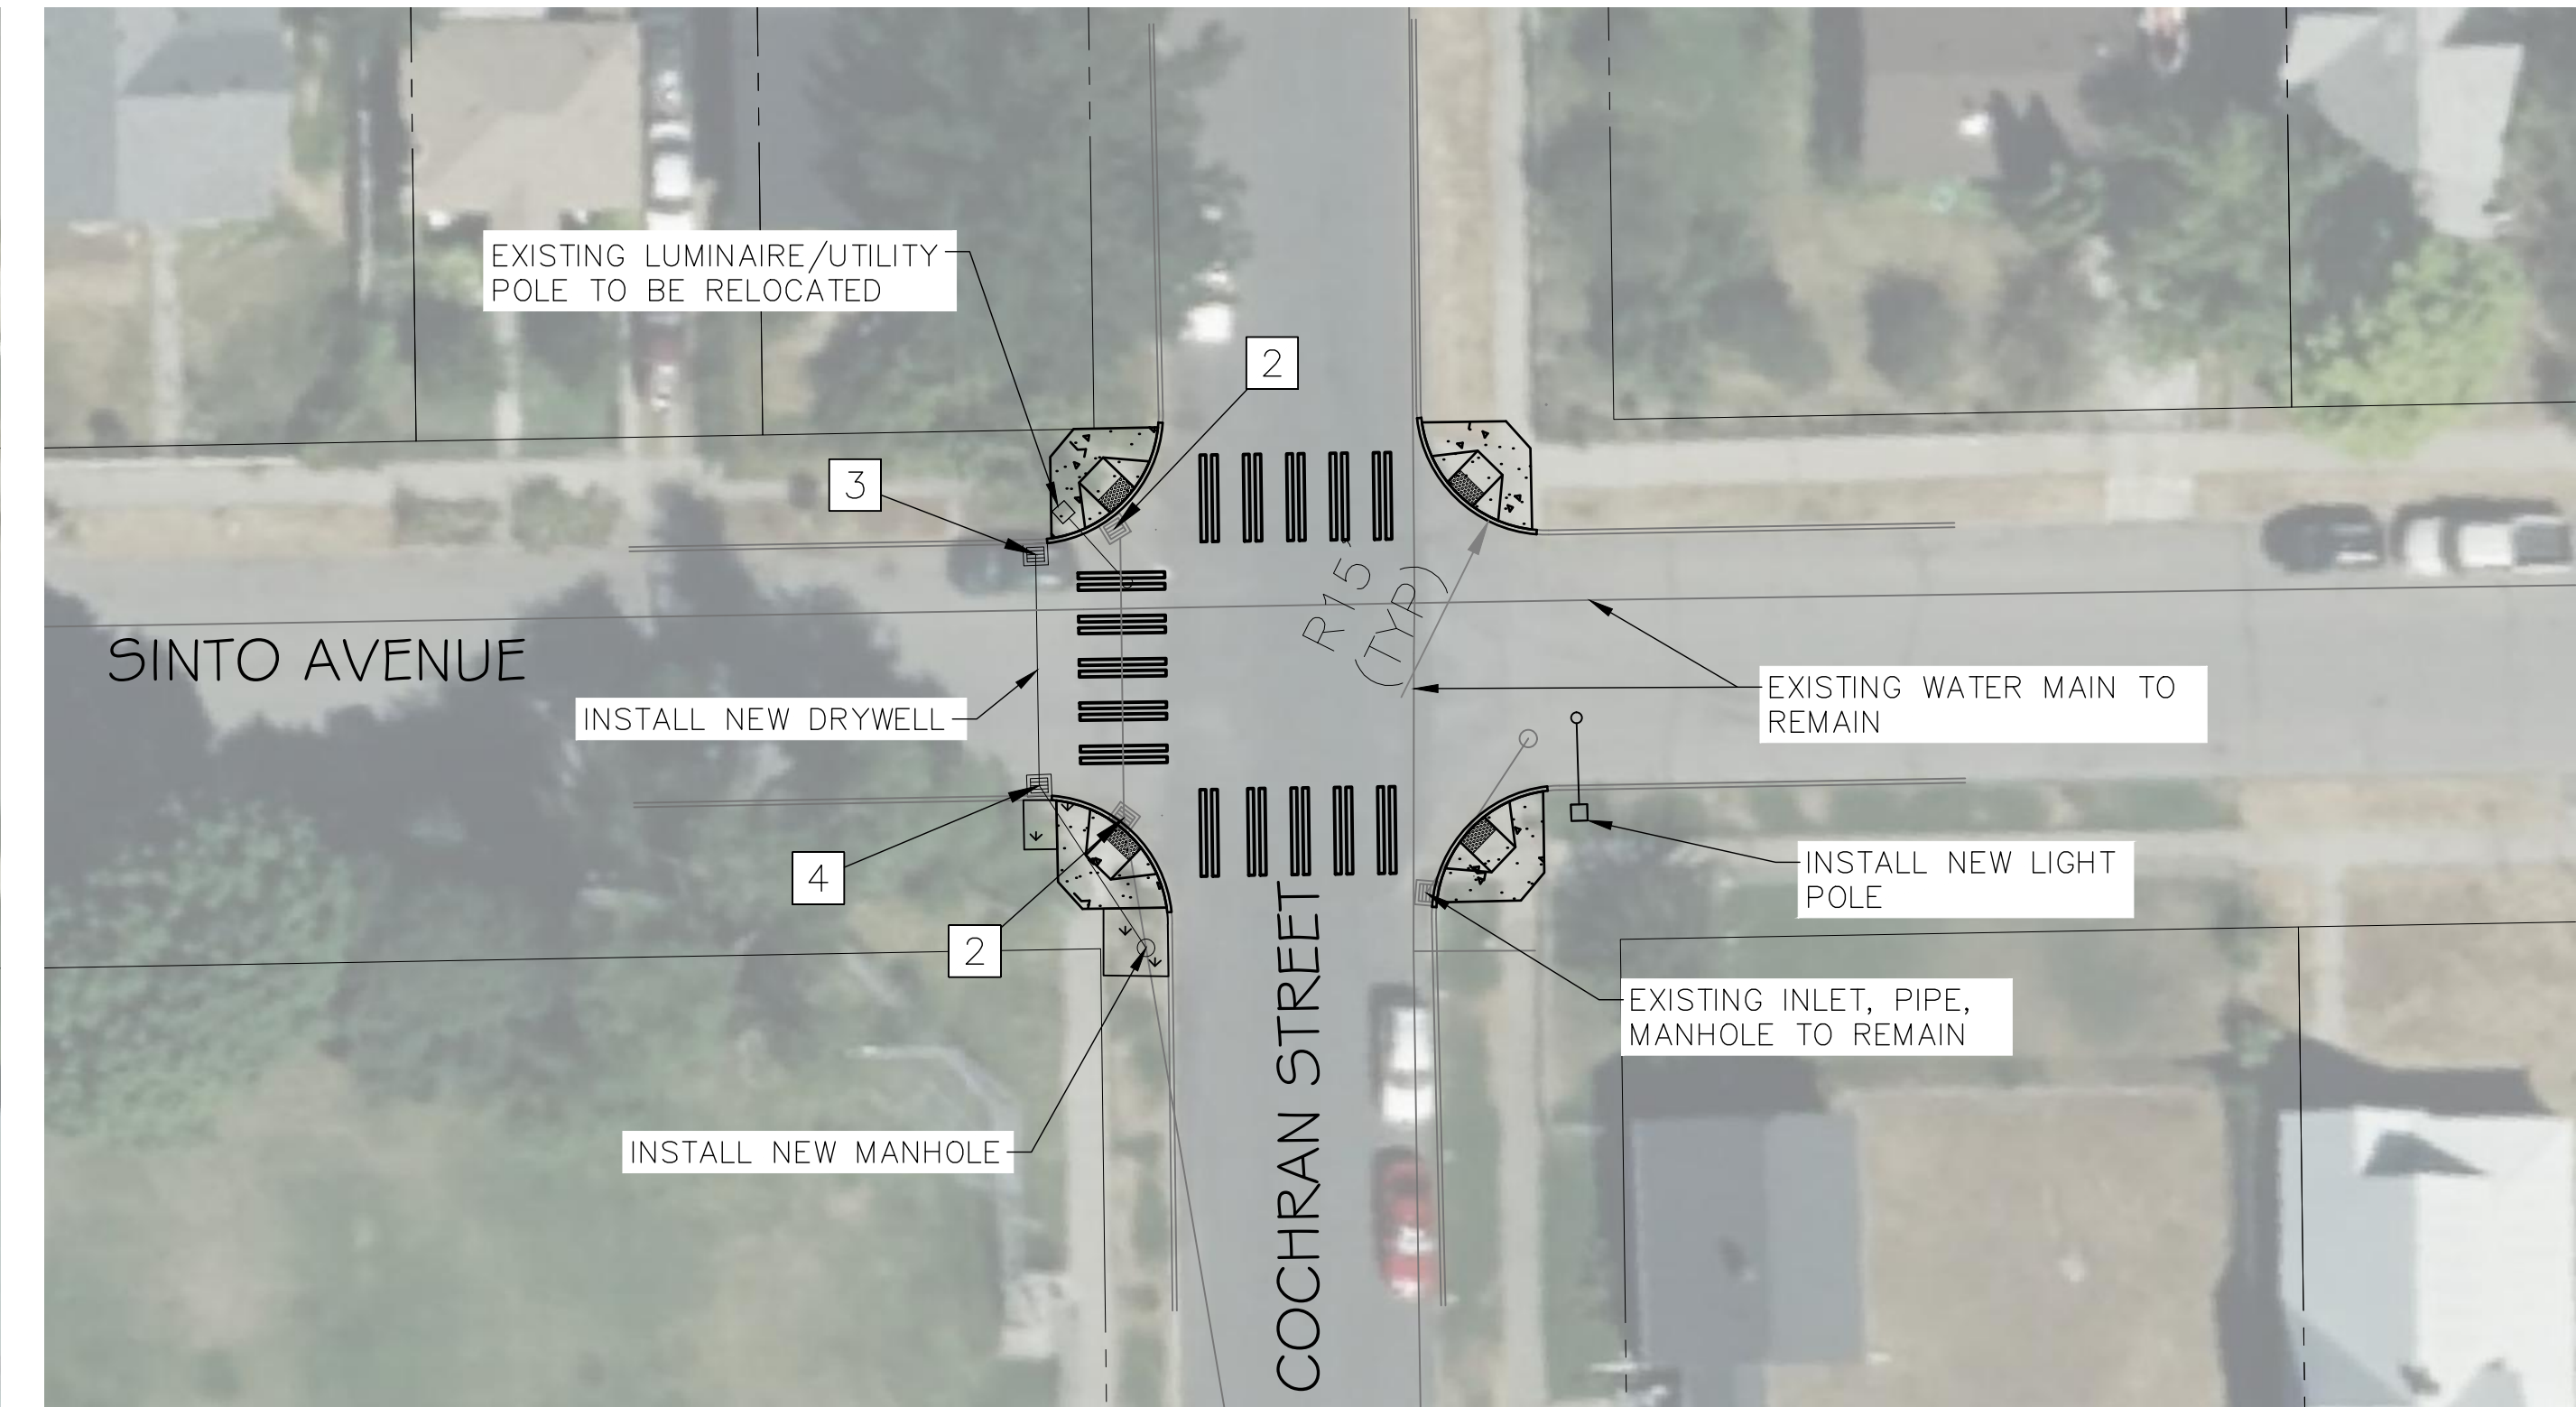 EXISTING LUMINAIRE/UTILITY
POLE TO BE RELOCATED
2
3
R 15'
(TYP)
SINTO AVENUE
INSTALL NEW DRYWELL
EXISTING WATER MAIN TO
REMAIN
4
INSTALL NEW LIGHT
POLE
2
COCHRAN STREET
EXISTING INLET, PIPE,
MANHOLE TO REMAIN
INSTALL NEW MANHOLE